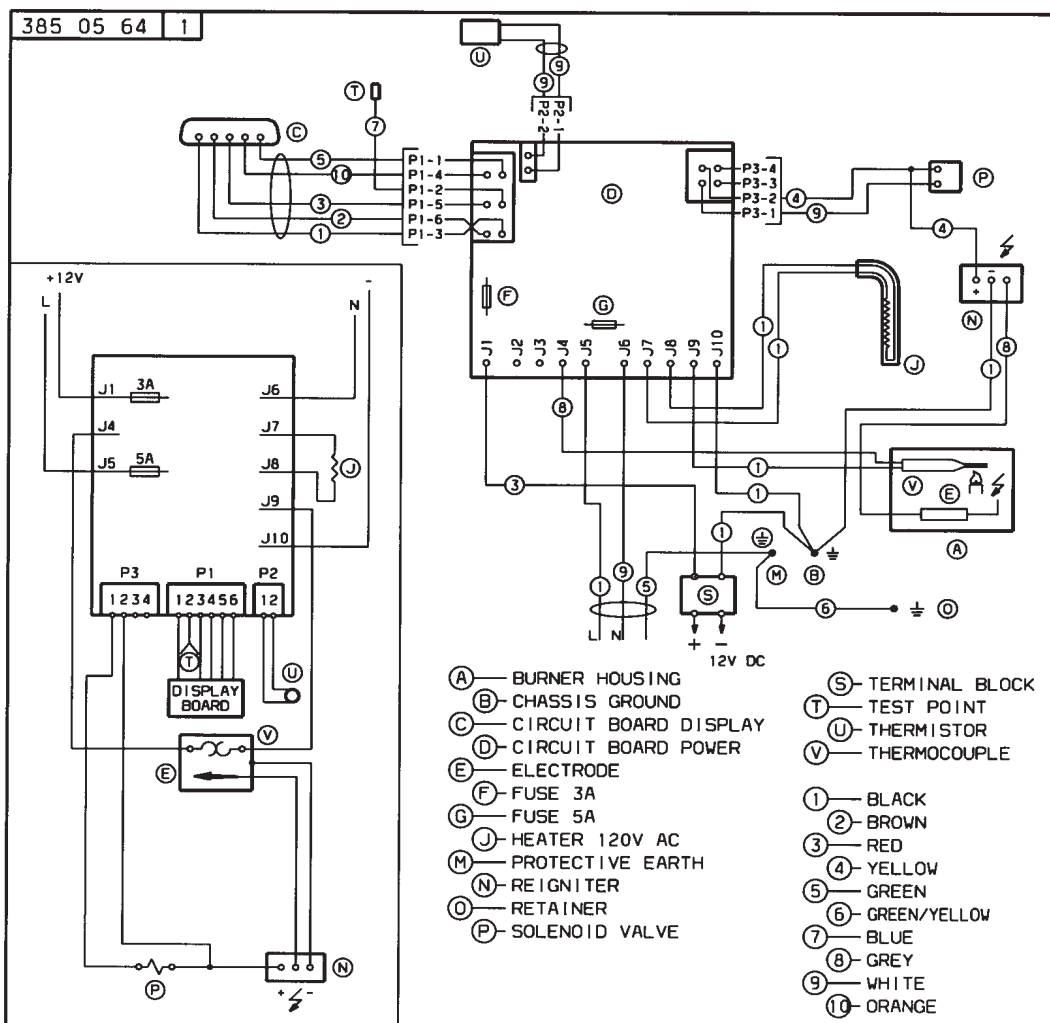 385 05 64 1
U
T
9
9
7
P2-2
P2-1
C
5
P1-1
10
P1-4
P1-2
3
P1-5
2
P1-6
1
P1-3
D
P3-4
P3-3
P3-2
4
P3-1
9
P
4
+
-
N
F
G
J
1
1
1
8
J1
J2
J3
J4
J5
J6
J7
J8
J9
J10
8
3
1
1
V
E
A
1
1
9
5
M
B
6
O
S
L
N
+
-
12V DC
+12V
-
L
N
J1
3A
J6
J4
J7
J5
5A
J8
J
J9
J10
P3
P1
P2
1234
123456
12
T
U
DISPLAY
BOARD
V
E
P
+
-
N
A BURNER HOUSING
B CHASSIS GROUND
C CIRCUIT BOARD DISPLAY
D CIRCUIT BOARD POWER
E ELECTRODE
F FUSE 3A
G FUSE 5A
J HEATER 120V AC
M PROTECTIVE EARTH
N REIGNITER
O RETAINER
P SOLENOID VALVE
S TERMINAL BLOCK
T TEST POINT
U THERMISTOR
V THERMOCOUPLE
1 BLACK
2 BROWN
3 RED
4 YELLOW
5 GREEN
6 GREEN/YELLOW
7 BLUE
8 GREY
9 WHITE
10 ORANGE